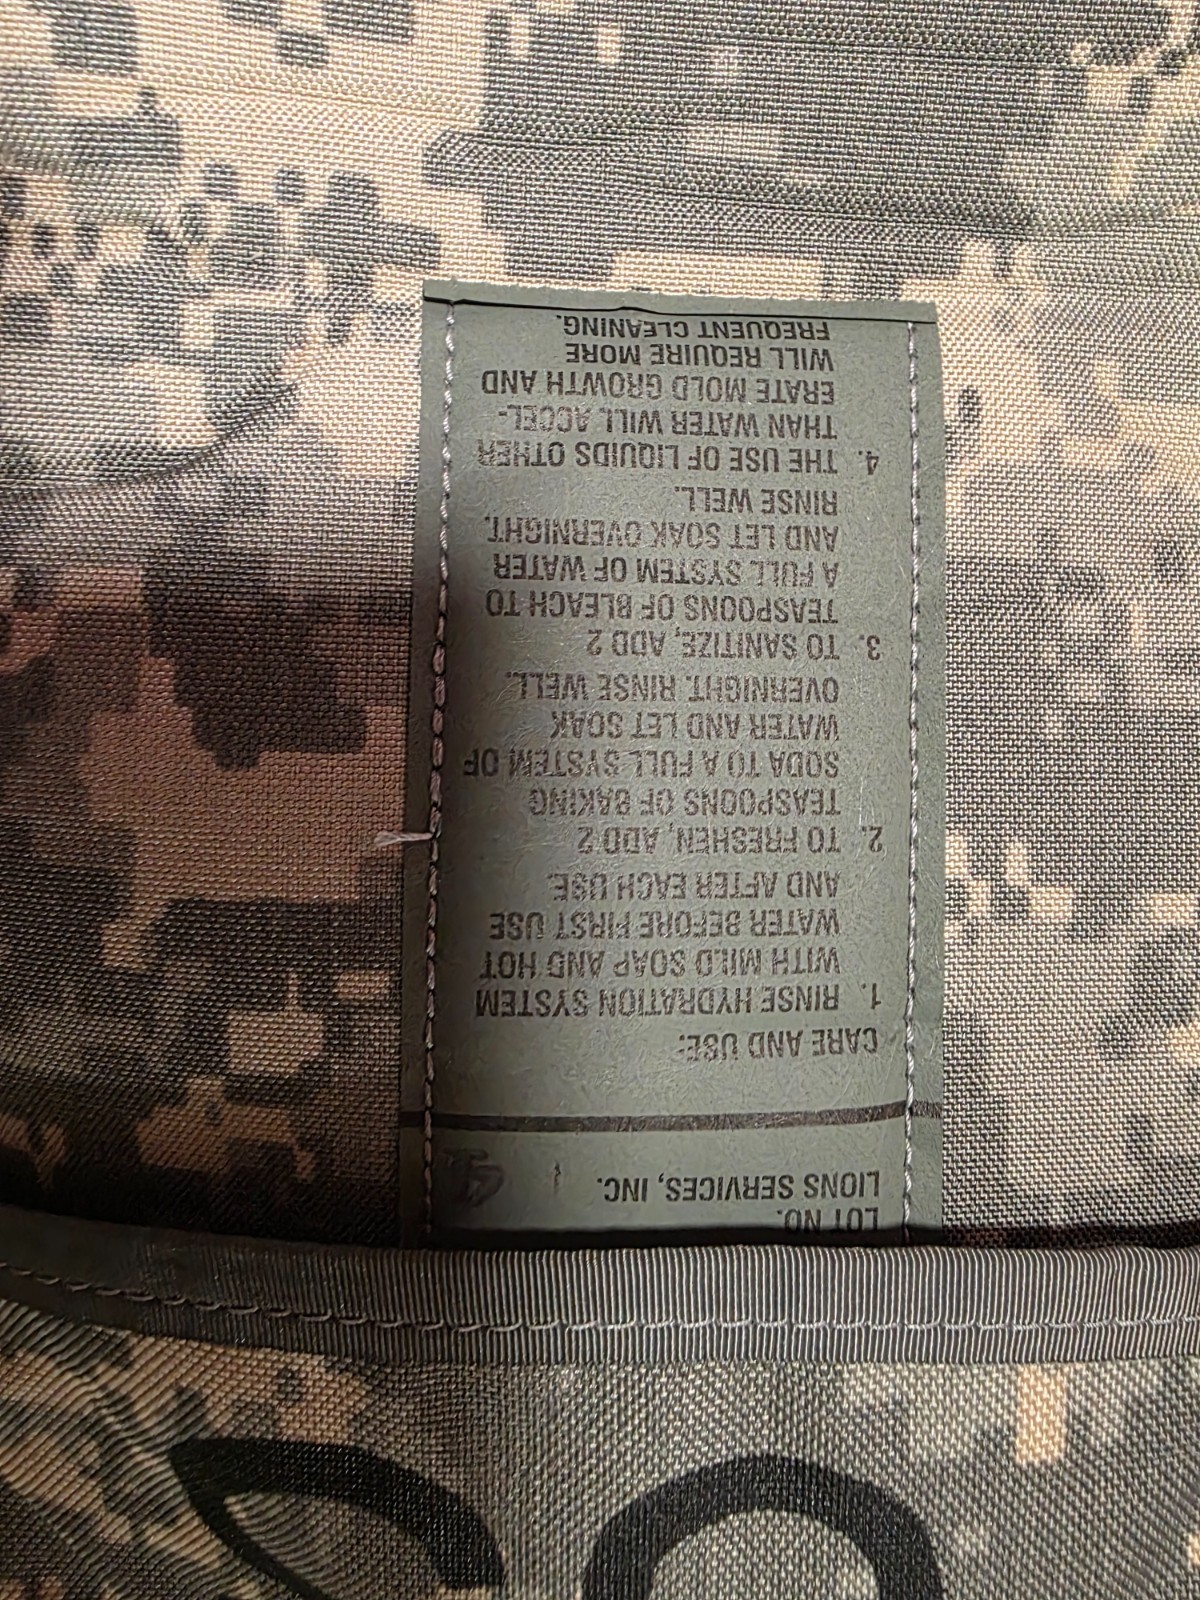 LOT NO.
LIONS SERVICES, INC.
CARE AND USE:
1. RINSE HYDRATION SYSTEM
WITH MILD SOAP AND HOT
WATER BEFORE FIRST USE
AND AFTER EACH USE.
2. TO FRESHEN, ADD 2
TEASPOONS OF BAKING
SODA TO A FULL SYSTEM OF
WATER AND LET SOAK
OVERNIGHT. RINSE WELL.
3. TO SANITIZE, ADD 2
TEASPOONS OF BLEACH TO
A FULL SYSTEM OF WATER
AND LET SOAK OVERNIGHT.
RINSE WELL.
4. THE USE OF LIQUIDS OTHER
THAN WATER WILL ACCEL-
ERATE MOLD GROWTH AND
WILL REQUIRE MORE
FREQUENT CLEANING.